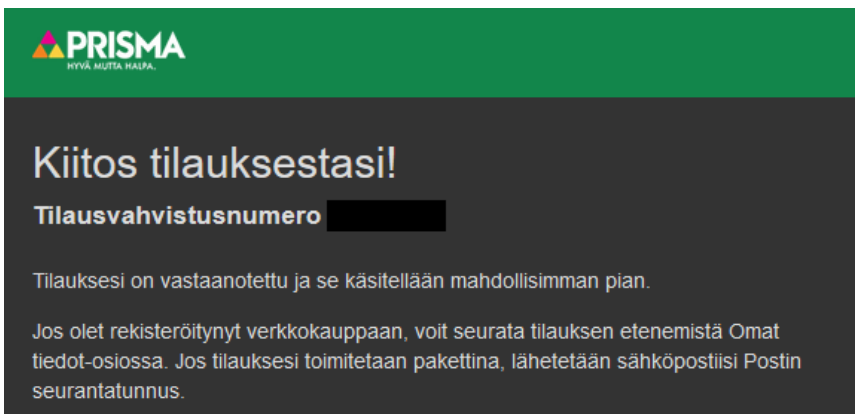 PRISMA
HYVÄ MUTTA HALPA.
Kiitos tilauksestasi!
Tilausvahvistusnumero
Tilauksesi on vastaanotettu ja se käsitellään mahdollisimman pian.
Jos olet rekisteröitynyt verkkokauppaan, voit seurata tilauksen etenemistä Omat
tiedot-osiossa. Jos tilauksesi toimitetaan pakettina, lähetetään sähköpostiisi Postin
seurantatunnus.